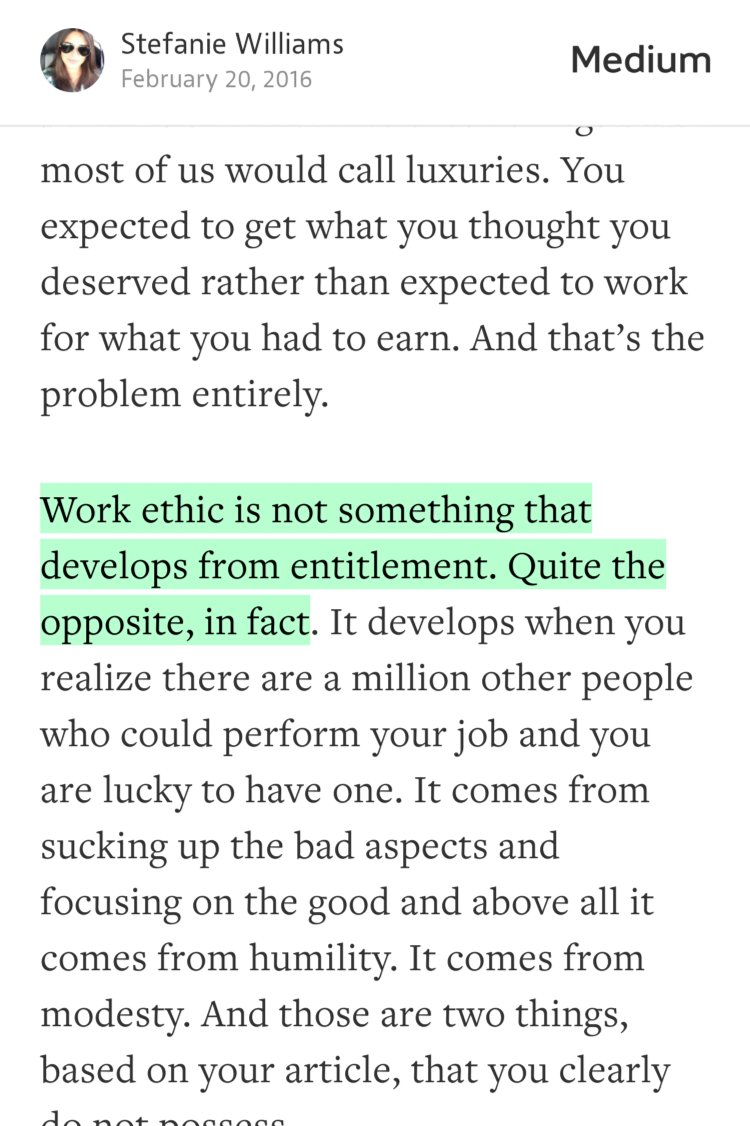 Stefanie Williams
February 20, 2016
Medium
most of us would call luxuries. You
expected to get what you thought you
deserved rather than expected to work
for what you had to earn. And that’s the
problem entirely.
Work ethic is not something that
develops from entitlement. Quite the
opposite, in fact. It develops when you
realize there are a million other people
who could perform your job and you
are lucky to have one. It comes from
sucking up the bad aspects and
focusing on the good and above all it
comes from humility. It comes from
modesty. And those are two things,
based on your article, that you clearly
do not possess